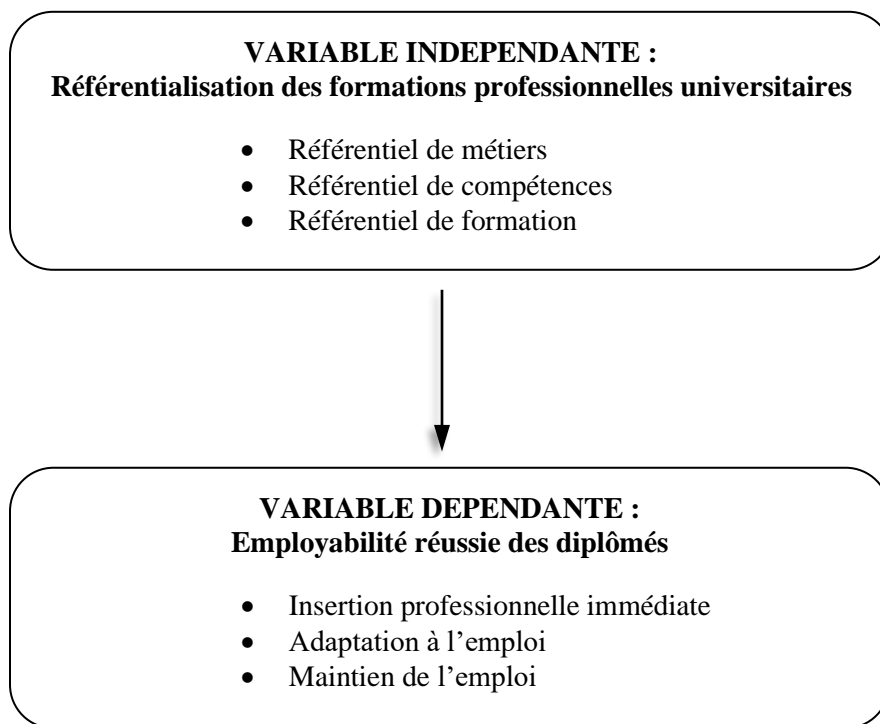 VARIABLE INDEPENDANTE :
Référentialisation des formations professionnelles universitaires
• Référentiel de métiers
• Référentiel de compétences
• Référentiel de formation
VARIABLE DEPENDANTE :
Employabilité réussie des diplômés
• Insertion professionnelle immédiate
• Adaptation à l’emploi
• Maintien de l’emploi